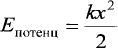 Eпотенц = kx²/2